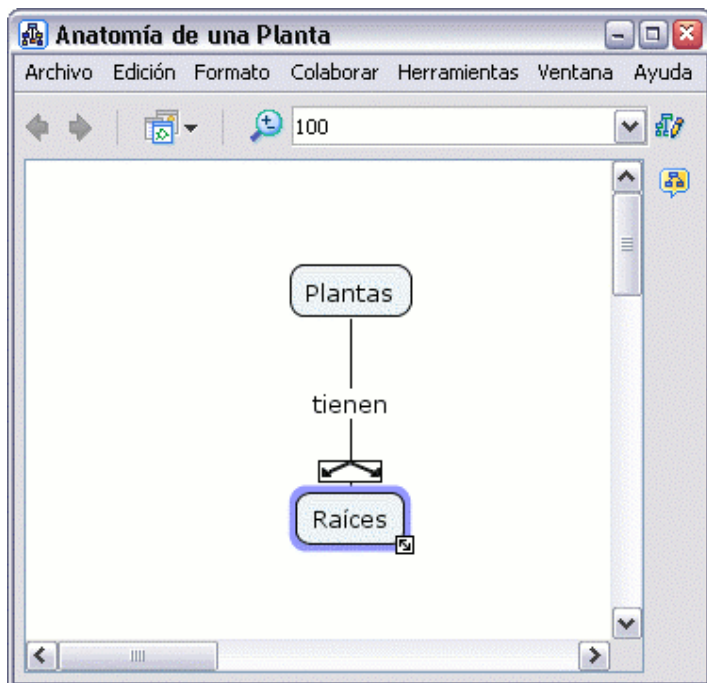 Anatomía de una Planta
Archivo Edición Formato Colaborar Herramientas Ventana Ayuda
100
Plantas
tienen
Raíces